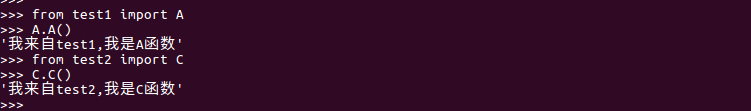 >>>
>>> from test1 import A
>>> A.A()
'我来自test1,我是A函数'
>>> from test2 import C
>>> C.C()
'我来自test2,我是C函数'
>>>